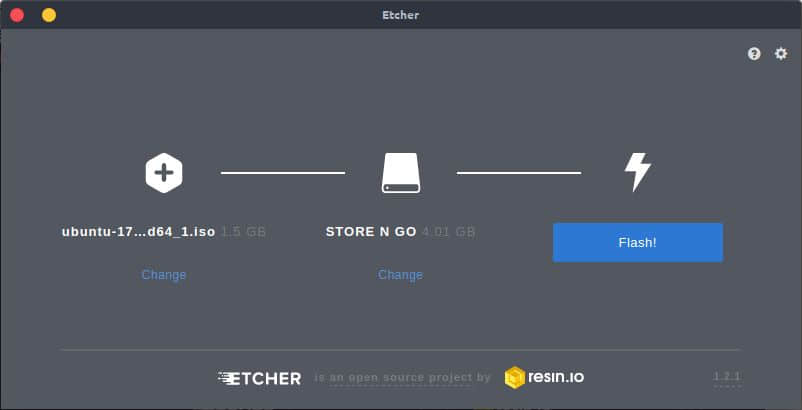 Etcher
ubuntu-17...d64_1.iso 1.5 GB
STORE N GO 4.01 GB
Flash!
Change
Change
ETCHER is an open source project by resin.io
1.2.1